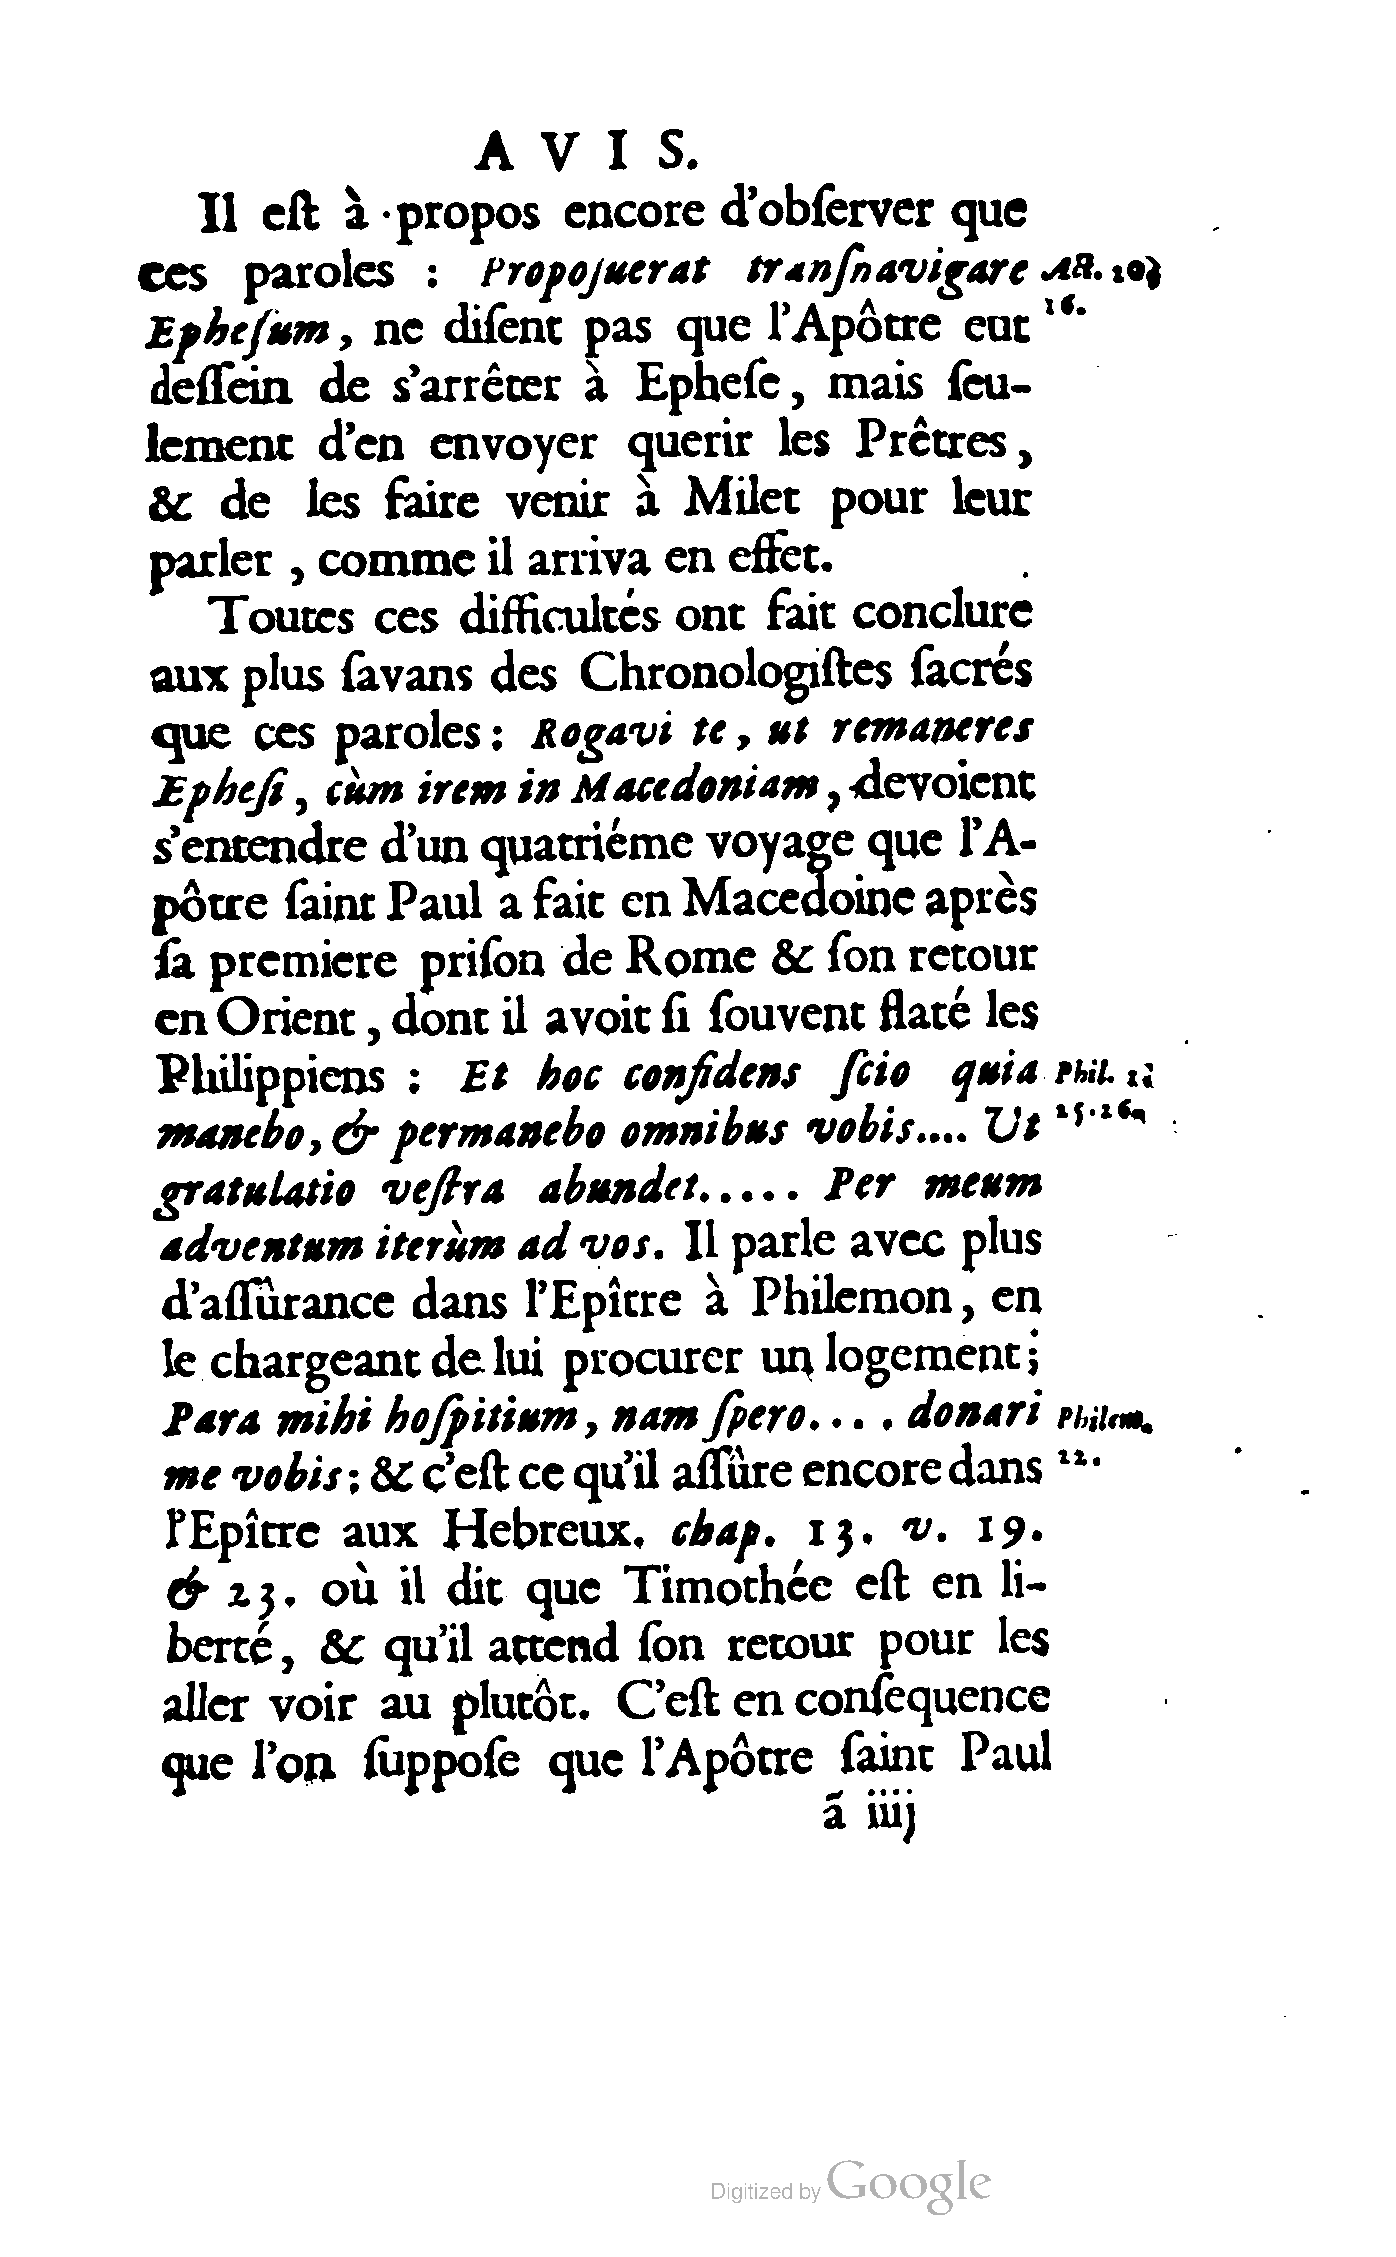 A V I S.
Il eſt à propos encore d'obſerver que
ces paroles : Propoſuerat tranſnavigare
Act. 20.
Epheſum, ne diſent pas que l'Apôtre eut
16.
deſſein de s'arrêter à Epheſe, mais ſeu-
lement d'en envoyer querir les Prêtres,
& de les faire venir à Milet pour leur
parler, comme il arriva en effet.
Toutes ces difficultés ont fait conclure
aux plus ſavans des Chronologiſtes ſacrés
que ces paroles : Rogavi te, ut remaneres
Epheſi, cùm irem in Macedoniam, devoient
s'entendre d'un quatriéme voyage que l'A-
pôtre ſaint Paul a fait en Macedoine après
ſa premiere priſon de Rome & ſon retour
en Orient, dont il avoit ſi ſouvent flaté les
Philippiens : Et hoc confidens ſcio quia
Phil. 1.
manebo, & permanebo omnibus vobis.... Ut
25. 26.
gratulatio veſtra abundet..... Per meum
adventum iterùm ad vos. Il parle avec plus
d'aſſûrance dans l'Epître à Philemon, en
le chargeant de lui procurer un logement;
Para mihi hoſpitium, nam ſpero.... donari
Philem.
me vobis; & c'eſt ce qu'il aſſûre encore dans
22.
l'Epître aux Hebreux. chap. 13. v. 19.
& 23. où il dit que Timothée eſt en li-
berté, & qu'il attend ſon retour pour les
aller voir au plutôt. C'eſt en conſequence
que l'on ſuppoſe que l'Apôtre ſaint Paul
ã iiij
Digitized by Google